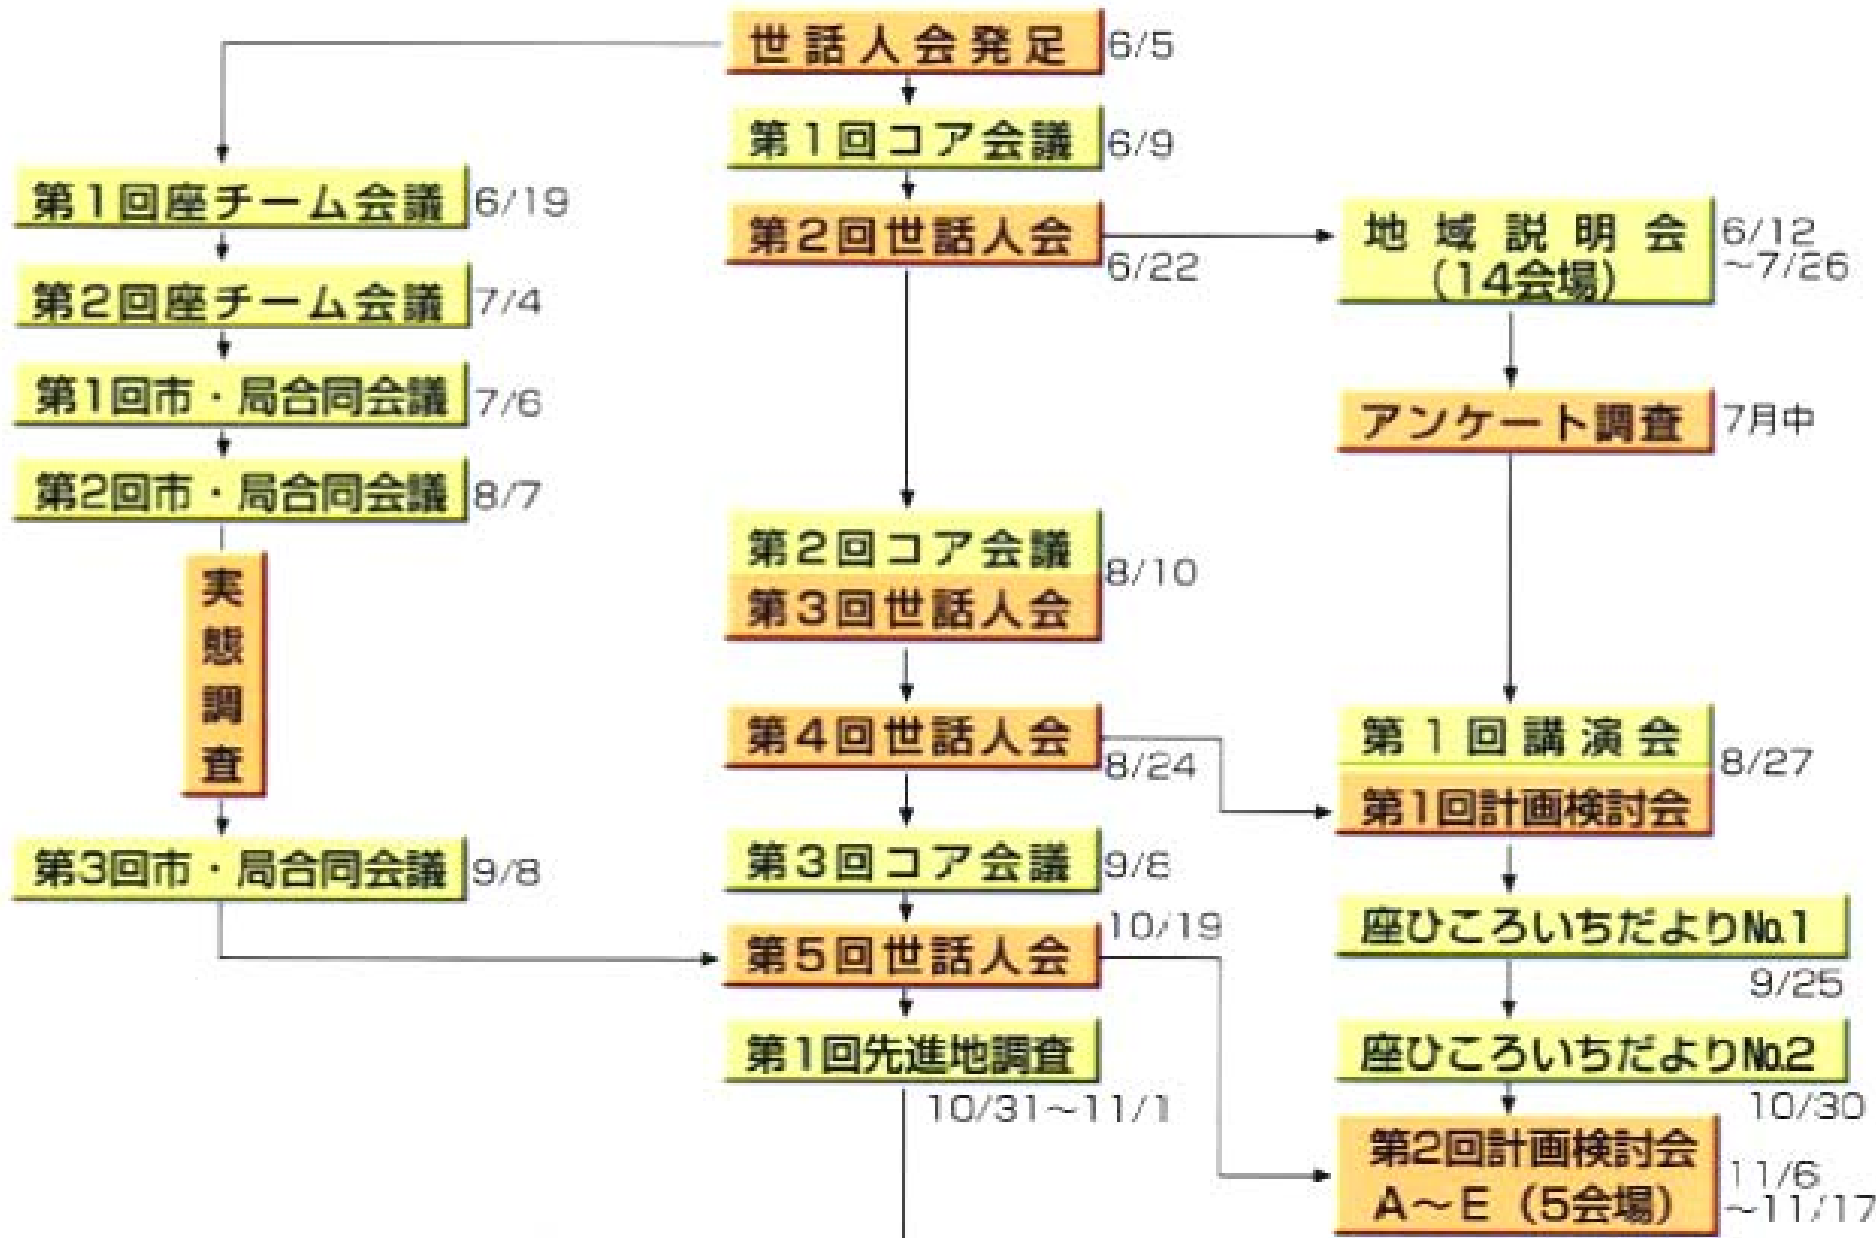 世話人会発足 6/5
第1回コア会議 6/9
第1回座チーム会議 6/19
第2回世話人会 6/22
地域説明会 6/12
(14会場) ~7/26
第2回座チーム会議 7/4
第1回市・局合同会議 7/6
アンケート調査 7月中
第2回市・局合同会議 8/7
第2回コア会議
第3回世話人会 8/10
実態調査
第4回世話人会 8/24
第1回講演会
第1回計画検討会 8/27
第3回市・局合同会議 9/8
第3回コア会議
第5回世話人会 10/19
座ひころいちだより№1
9/25
第1回先進地調査
10/31~11/1
座ひころいちだより№2
10/30
第2回計画検討会 11/6
A~E(5会場) ~11/17